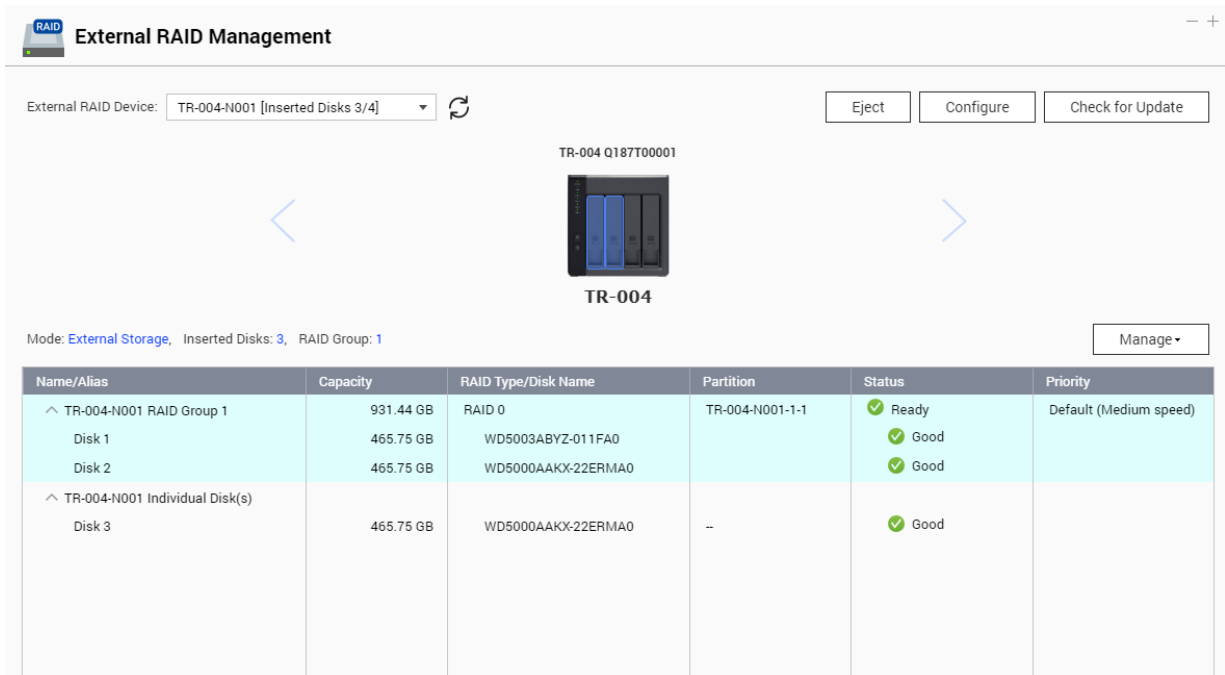 RAID
External RAID Management
External RAID Device: TR-004-N001 [Inserted Disks 3/4] Eject Configure Check for Update
TR-004 Q187T00001
TR-004
Mode: External Storage, Inserted Disks: 3, RAID Group: 1 Manage
Name/Alias Capacity RAID Type/Disk Name Partition Status Priority
TR-004-N001 RAID Group 1 931.44 GB RAID 0 TR-004-N001-1-1 Ready Default (Medium speed)
Disk 1 465.75 GB WD5003ABYZ-011FA0 Good
Disk 2 465.75 GB WD5000AAKX-22ERMA0 Good
TR-004-N001 Individual Disk(s)
Disk 3 465.75 GB WD5000AAKX-22ERMA0 -- Good